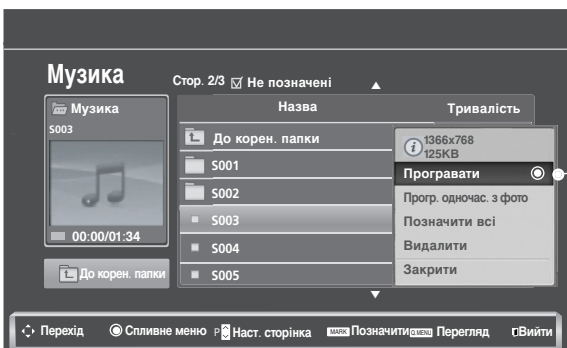 Музика
Стор. 2/3 Не позначені
Музика
S003
00:00/01:34
До корен. папки
Назва
Тривалість
До корен. папки
S001
S002
S003
S004
S005
1366x768
125KB
Програвати
Прогр. одночас. з фото
Позначити всі
Видалити
Закрити
Перехід Спливне меню P Наст. сторінка MARK Позначити Q.MENU Перегляд Вийти